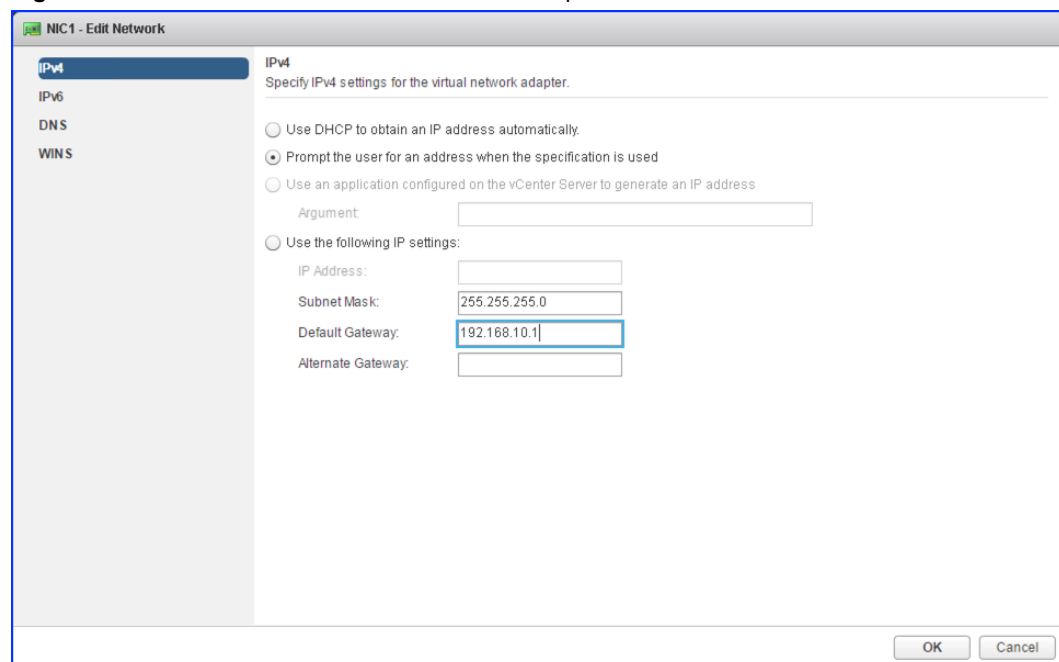 NIC1 - Edit Network
IPv4
IPv6
DNS
WINS
IPv4
Specify IPv4 settings for the virtual network adapter.
Use DHCP to obtain an IP address automatically.
Prompt the user for an address when the specification is used
Use an application configured on the vCenter Server to generate an IP address
Argument:
Use the following IP settings:
IP Address:
Subnet Mask: 255.255.255.0
Default Gateway: 192.168.10.1
Alternate Gateway:
OK Cancel